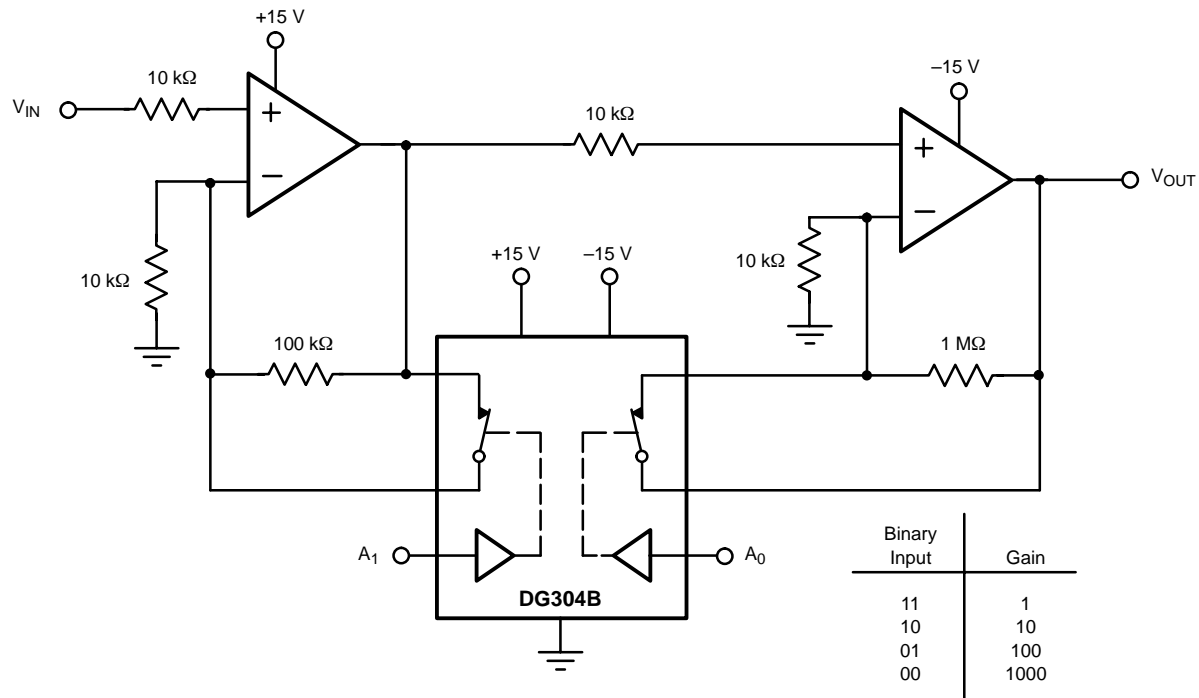 +15 V
10 kΩ
V_IN
–15 V
10 kΩ
V_OUT
+
–
+
–
+15 V
–15 V
10 kΩ
10 kΩ
100 kΩ
1 MΩ
A_1
A_0
DG304B
Binary Input
Gain
11 1
10 10
01 100
00 1000